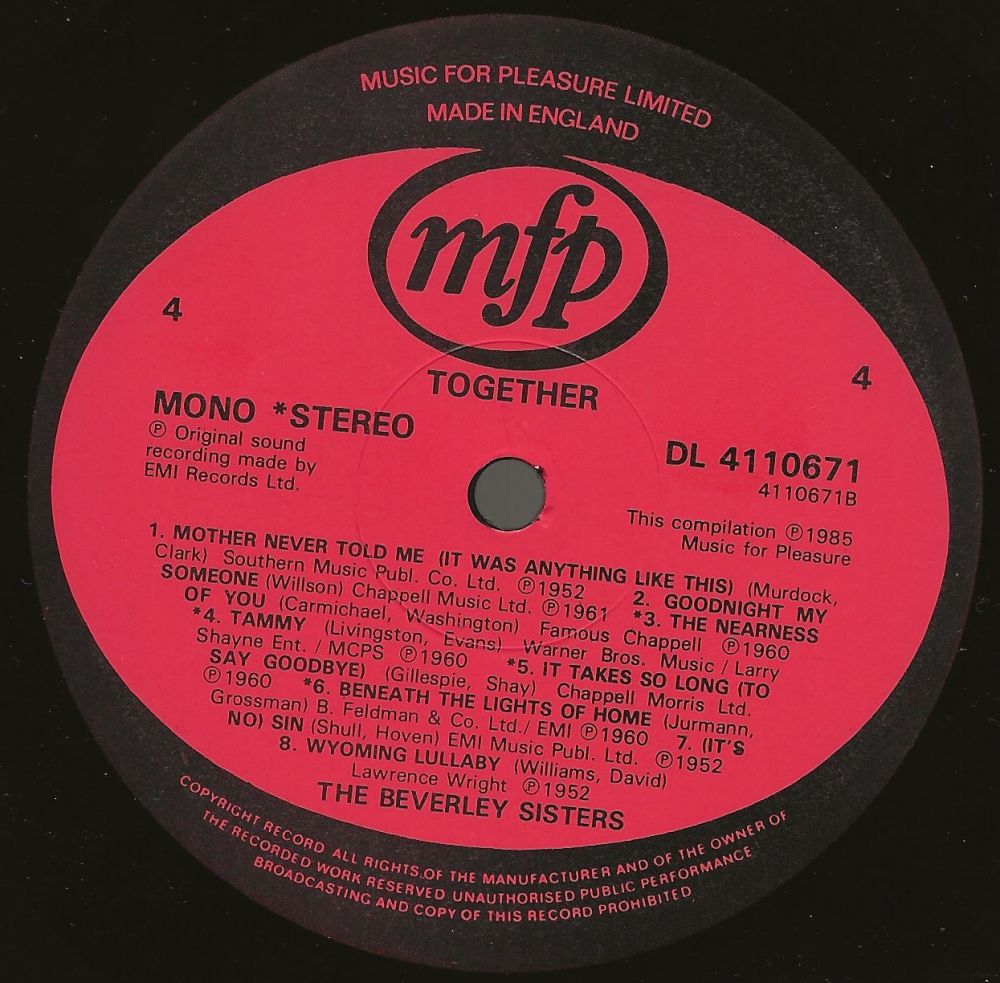 MUSIC FOR PLEASURE LIMITED
MADE IN ENGLAND
mfp
4
4
TOGETHER
MONO *STEREO
℗ Original sound
recording made by
EMI Records Ltd.
DL 4110671
4110671B
This compilation ℗1985
Music for Pleasure
1. MOTHER NEVER TOLD ME (IT WAS ANYTHING LIKE THIS) (Murdock,
Clark) Southern Music Publ. Co. Ltd. ℗1952 2. GOODNIGHT MY
SOMEONE (Willson) Chappell Music Ltd. ℗1961 *3. THE NEARNESS
OF YOU (Carmichael, Washington) Famous Chappell ℗1960
*4. TAMMY (Livingston, Evans) Warner Bros. Music / Larry
Shayne Ent. / MCPS ℗1960 *5. IT TAKES SO LONG (TO
SAY GOODBYE) (Gillespie, Shay) Chappell Morris Ltd.
℗1960 *6. BENEATH THE LIGHTS OF HOME (Jurmann,
Grossman) B. Feldman & Co. Ltd./ EMI ℗1960 7. (IT'S
NO) SIN (Shull, Hoven) EMI Music Publ. Ltd. ℗1952
8. WYOMING LULLABY (Williams, David)
Lawrence Wright ℗1952
THE BEVERLEY SISTERS
COPYRIGHT RECORD ALL RIGHTS OF THE MANUFACTURER AND OF THE OWNER OF
THE RECORDED WORK RESERVED UNAUTHORISED PUBLIC PERFORMANCE
BROADCASTING AND COPY OF THIS RECORD PROHIBITED